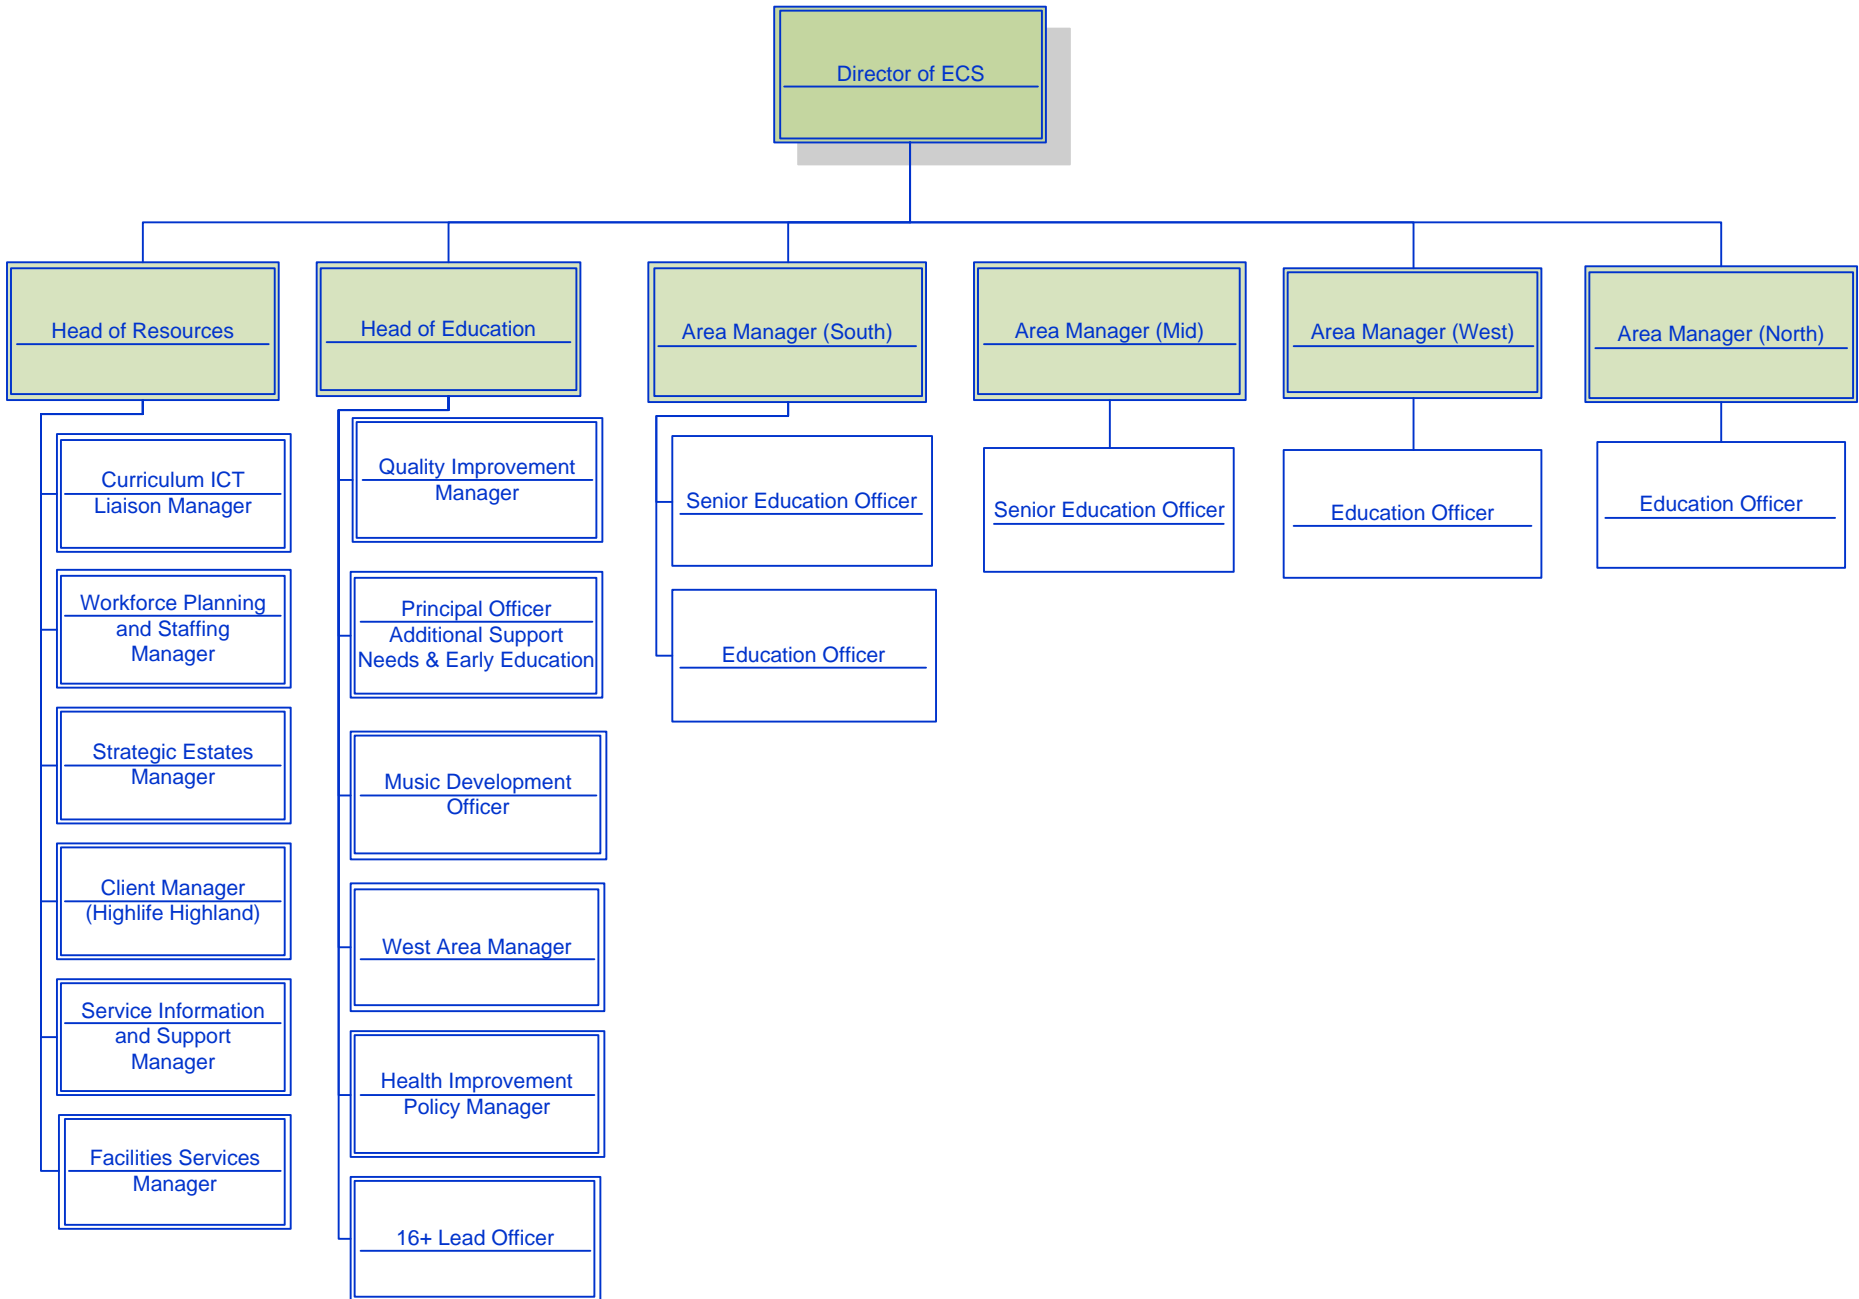 Director of ECS
Head of Resources
Head of Education
Area Manager (South)
Area Manager (Mid)
Area Manager (West)
Area Manager (North)
Curriculum ICT
Liaison Manager
Workforce Planning
and Staffing
Manager
Strategic Estates
Manager
Client Manager
(Highlife Highland)
Service Information
and Support
Manager
Facilities Services
Manager
Quality Improvement
Manager
Principal Officer
Additional Support
Needs & Early Education
Music Development
Officer
West Area Manager
Health Improvement
Policy Manager
16+ Lead Officer
Senior Education Officer
Education Officer
Senior Education Officer
Education Officer
Education Officer